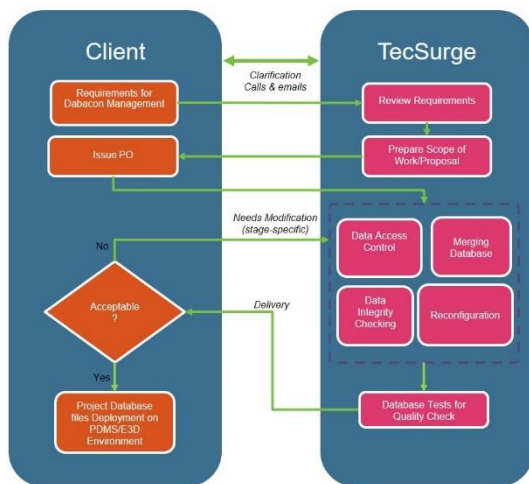 Client
TecSurge
Clarification
Calls & emails
Requirements for
Dabacon Management
Review Requirements
Issue PO
Prepare Scope of
Work/Proposal
Needs Modification
(stage-specific)
No
Data Access
Control
Merging
Database
Acceptable
?
Delivery
Data
Integrity
Checking
Reconfiguration
Yes
Project Database
files Deployment on
PDMS/E3D
Environment
Database Tests for
Quality Check